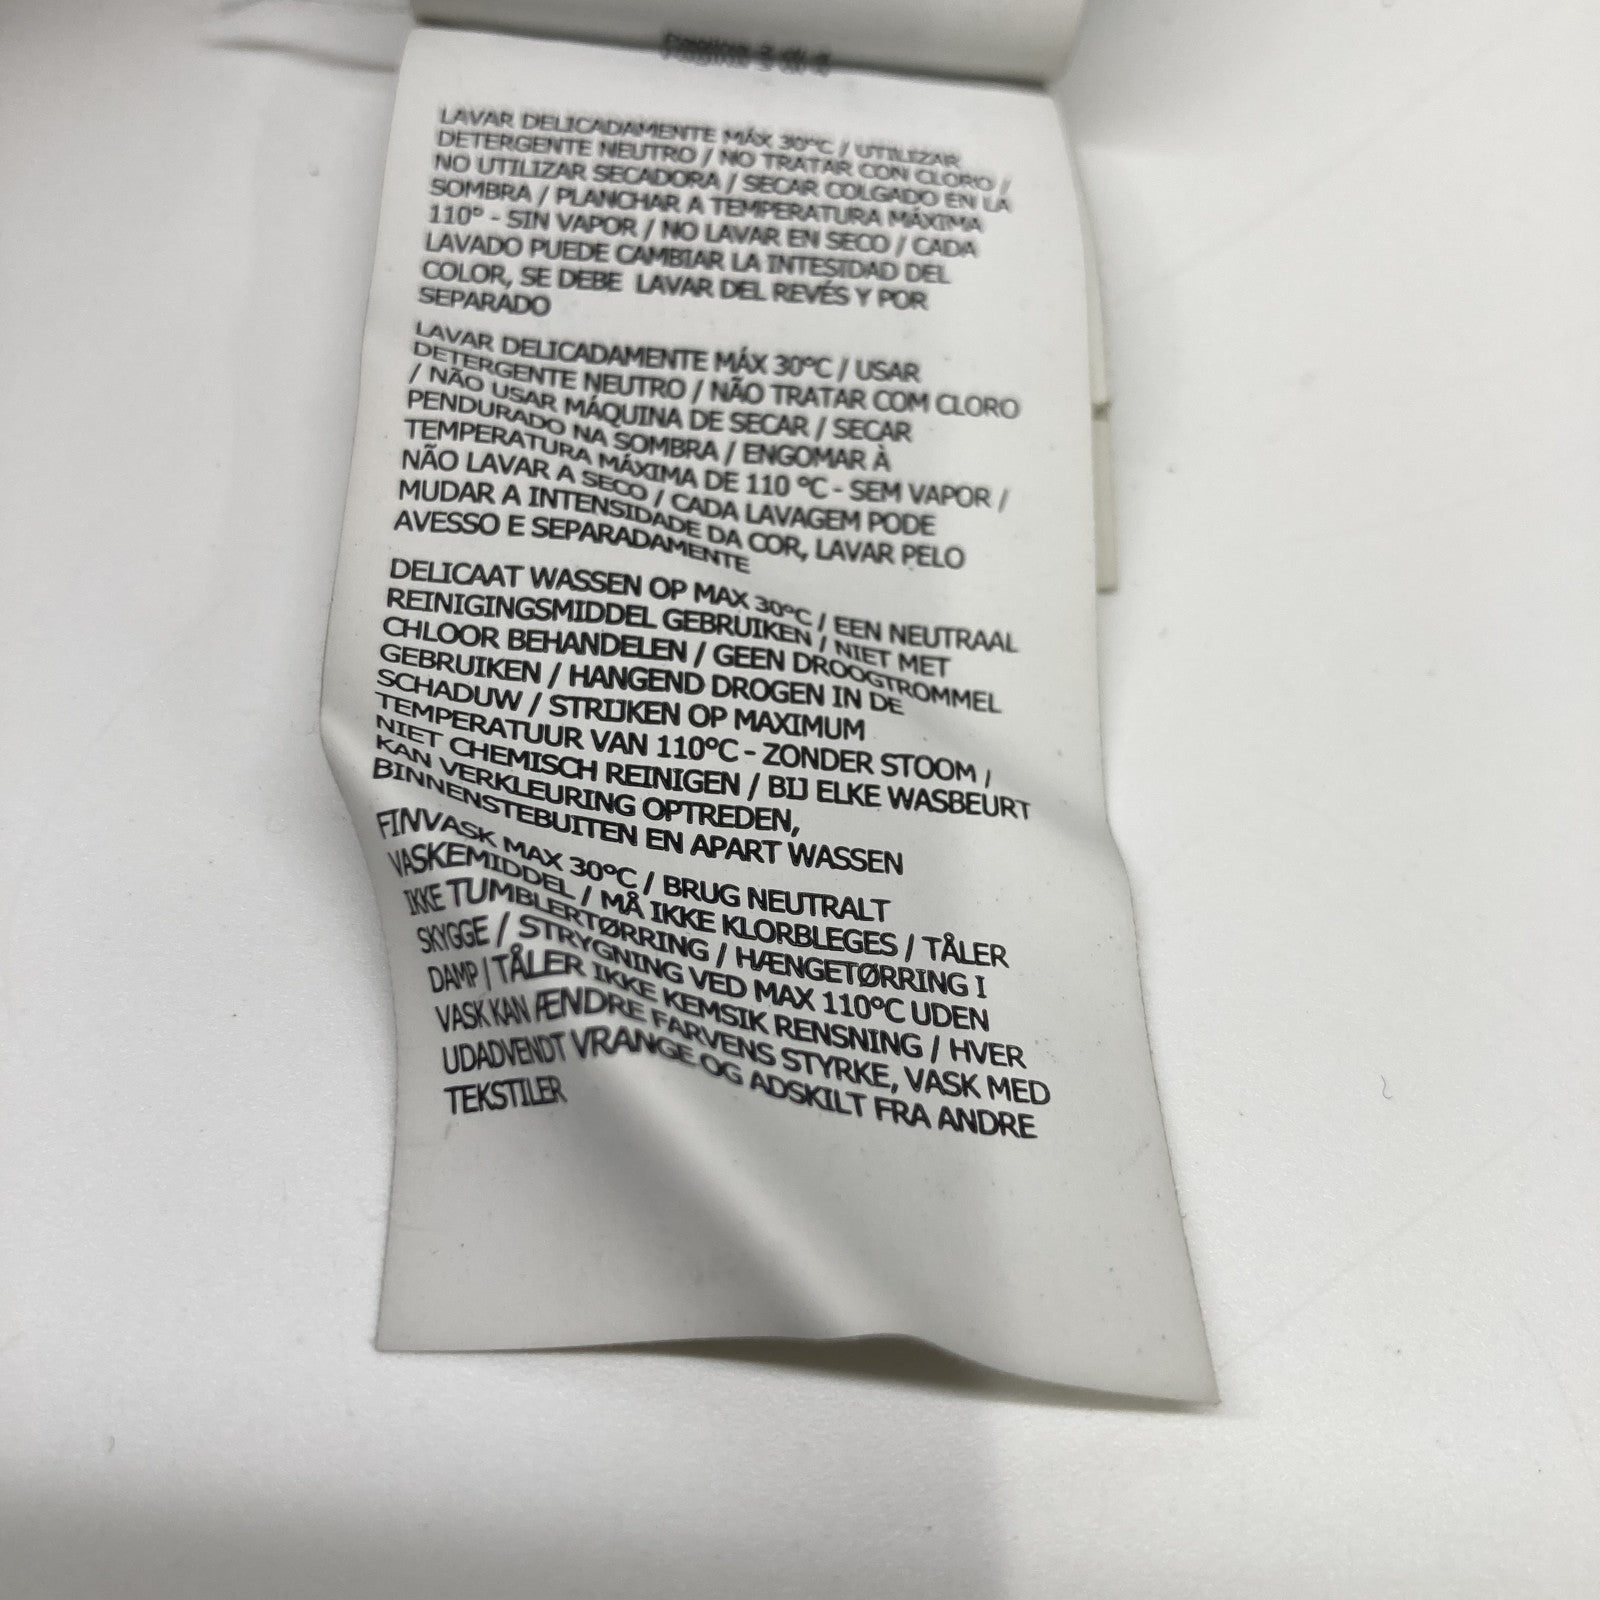 Pagina 3 di 4
LAVAR DELICADAMENTE MÁX 30°C / UTILIZAR
DETERGENTE NEUTRO / NO TRATAR CON CLORO /
NO UTILIZAR SECADORA / SECAR COLGADO EN LA
SOMBRA / PLANCHAR A TEMPERATURA MÁXIMA
110° - SIN VAPOR / NO LAVAR EN SECO / CADA
LAVADO PUEDE CAMBIAR LA INTESIDAD DEL
COLOR, SE DEBE LAVAR DEL REVÉS Y POR
SEPARADO
LAVAR DELICADAMENTE MÁX 30°C / USAR
DETERGENTE NEUTRO / NÃO TRATAR COM CLORO
/ NÃO USAR MÁQUINA DE SECAR / SECAR
PENDURADO NA SOMBRA / ENGOMAR À
TEMPERATURA MÁXIMA DE 110 °C - SEM VAPOR /
NÃO LAVAR A SECO / CADA LAVAGEM PODE
MUDAR A INTENSIDADE DA COR, LAVAR PELO
AVESSO E SEPARADAMENTE
DELICAAT WASSEN OP MAX 30°C / EEN NEUTRAAL
REINIGINGSMIDDEL GEBRUIKEN / NIET MET
CHLOOR BEHANDELEN / GEEN DROOGTROMMEL
GEBRUIKEN / HANGEND DROGEN IN DE
SCHADUW / STRIJKEN OP MAXIMUM
TEMPERATUUR VAN 110°C - ZONDER STOOM /
NIET CHEMISCH REINIGEN / BIJ ELKE WASBEURT
KAN VERKLEURING OPTREDEN,
BINNENSTEBUITEN EN APART WASSEN
FINVASK MAX 30°C / BRUG NEUTRALT
VASKEMIDDEL / MÅ IKKE KLORBLEGES / TÅLER
IKKE TUMBLERTØRRING / HÆNGETØRRING I
SKYGGE / STRYGNING VED MAX 110°C UDEN
DAMP / TÅLER IKKE KEMSIK RENSNING / HVER
VASK KAN ÆNDRE FARVENS STYRKE, VASK MED
UDADVENDT VRANGE OG ADSKILT FRA ANDRE
TEKSTILER